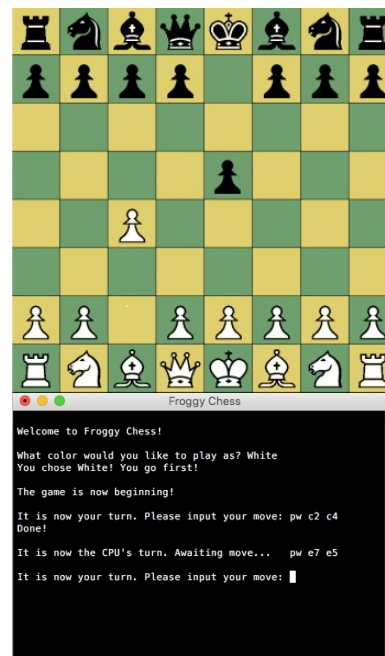 Froggy Chess
Welcome to Froggy Chess!
What color would you like to play as? White
You chose White! You go first!
The game is now beginning!
It is now your turn. Please input your move: pw c2 c4
Done!
It is now the CPU's turn. Awaiting move... pw e7 e5
It is now your turn. Please input your move: